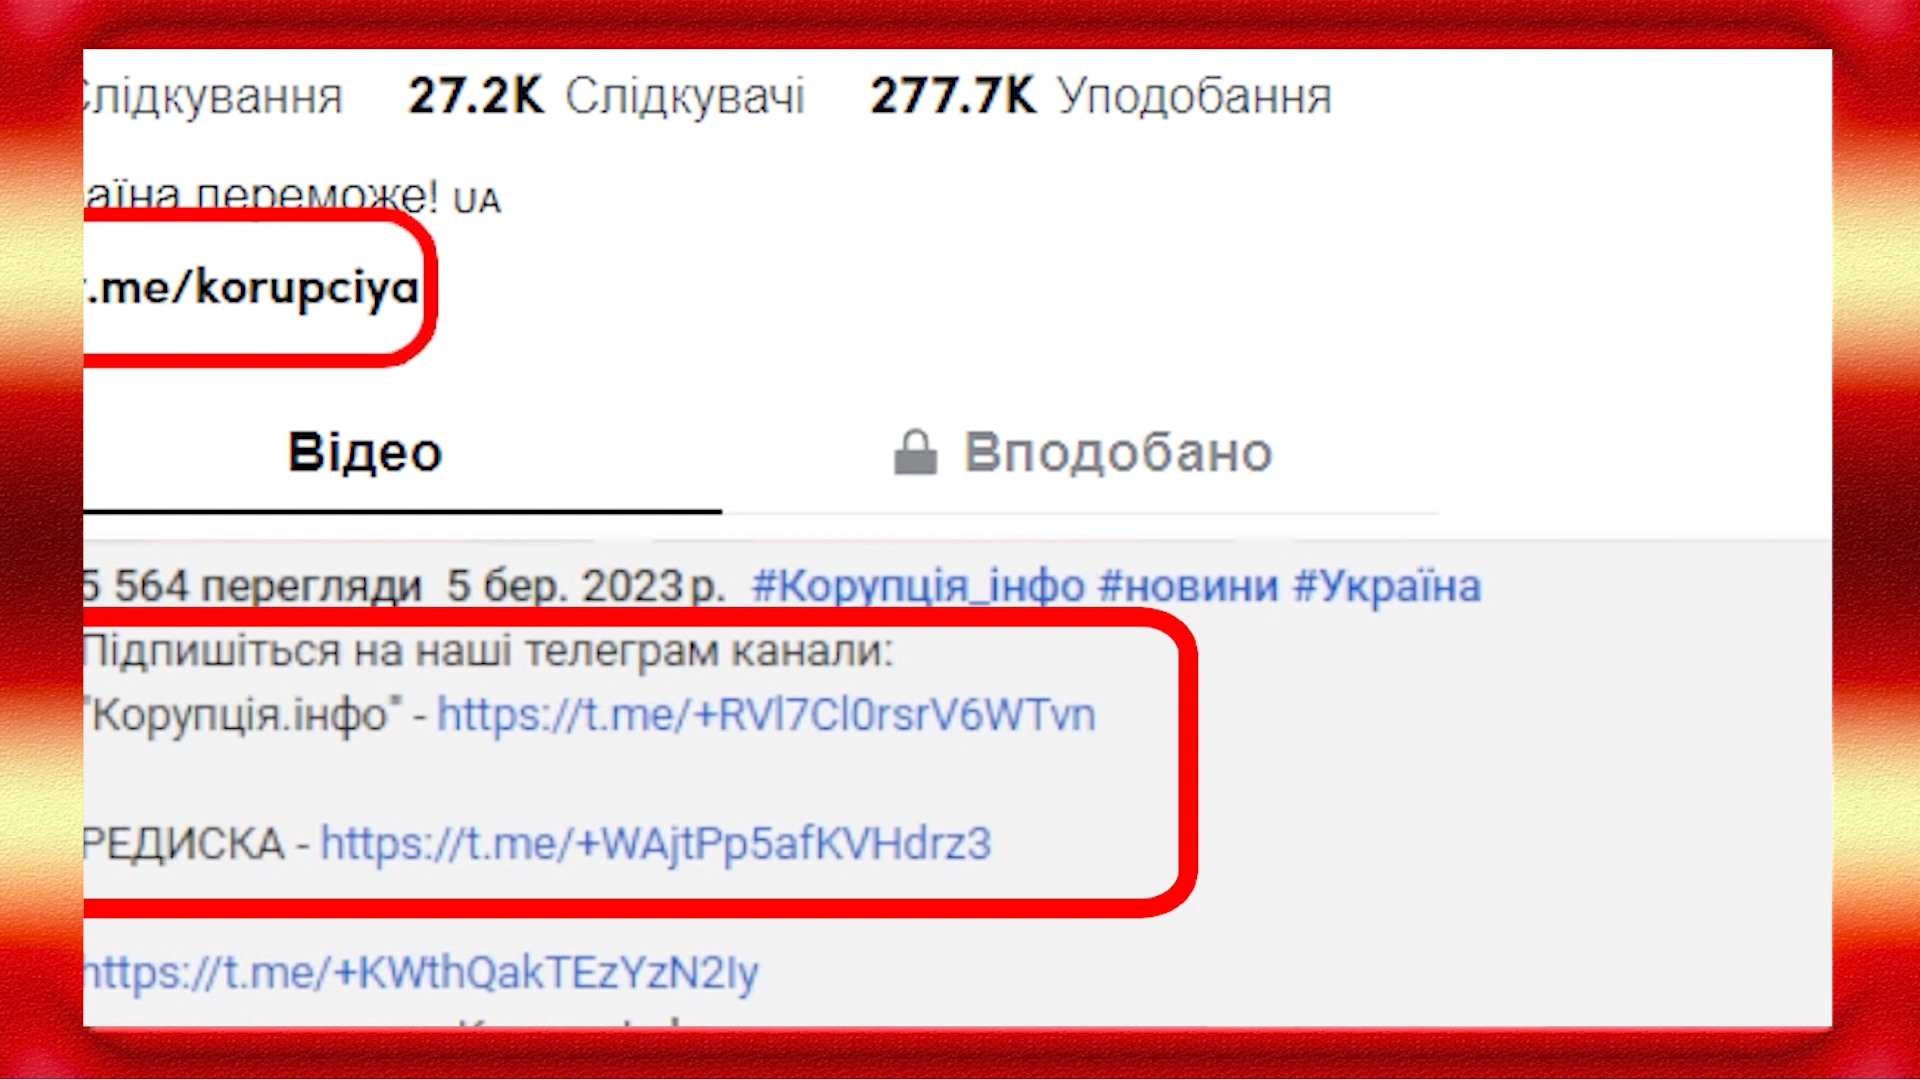 27.2K Слідкувачі 277.7K Уподобання
переможе! UA
.me/korupciya
Відео Вподобано
5 564 перегляди 5 бер. 2023 р. #Корупція_інфо #новини #Україна
Підпишіться на наші телеграм канали:
"Корупція.інфо" - https://t.me/+RVl7Cl0rsrV6WTvn
РЕДИСКА - https://t.me/+WAjtPp5afKVHdrz3
https://t.me/+KWthQakTEzYzN2Iy